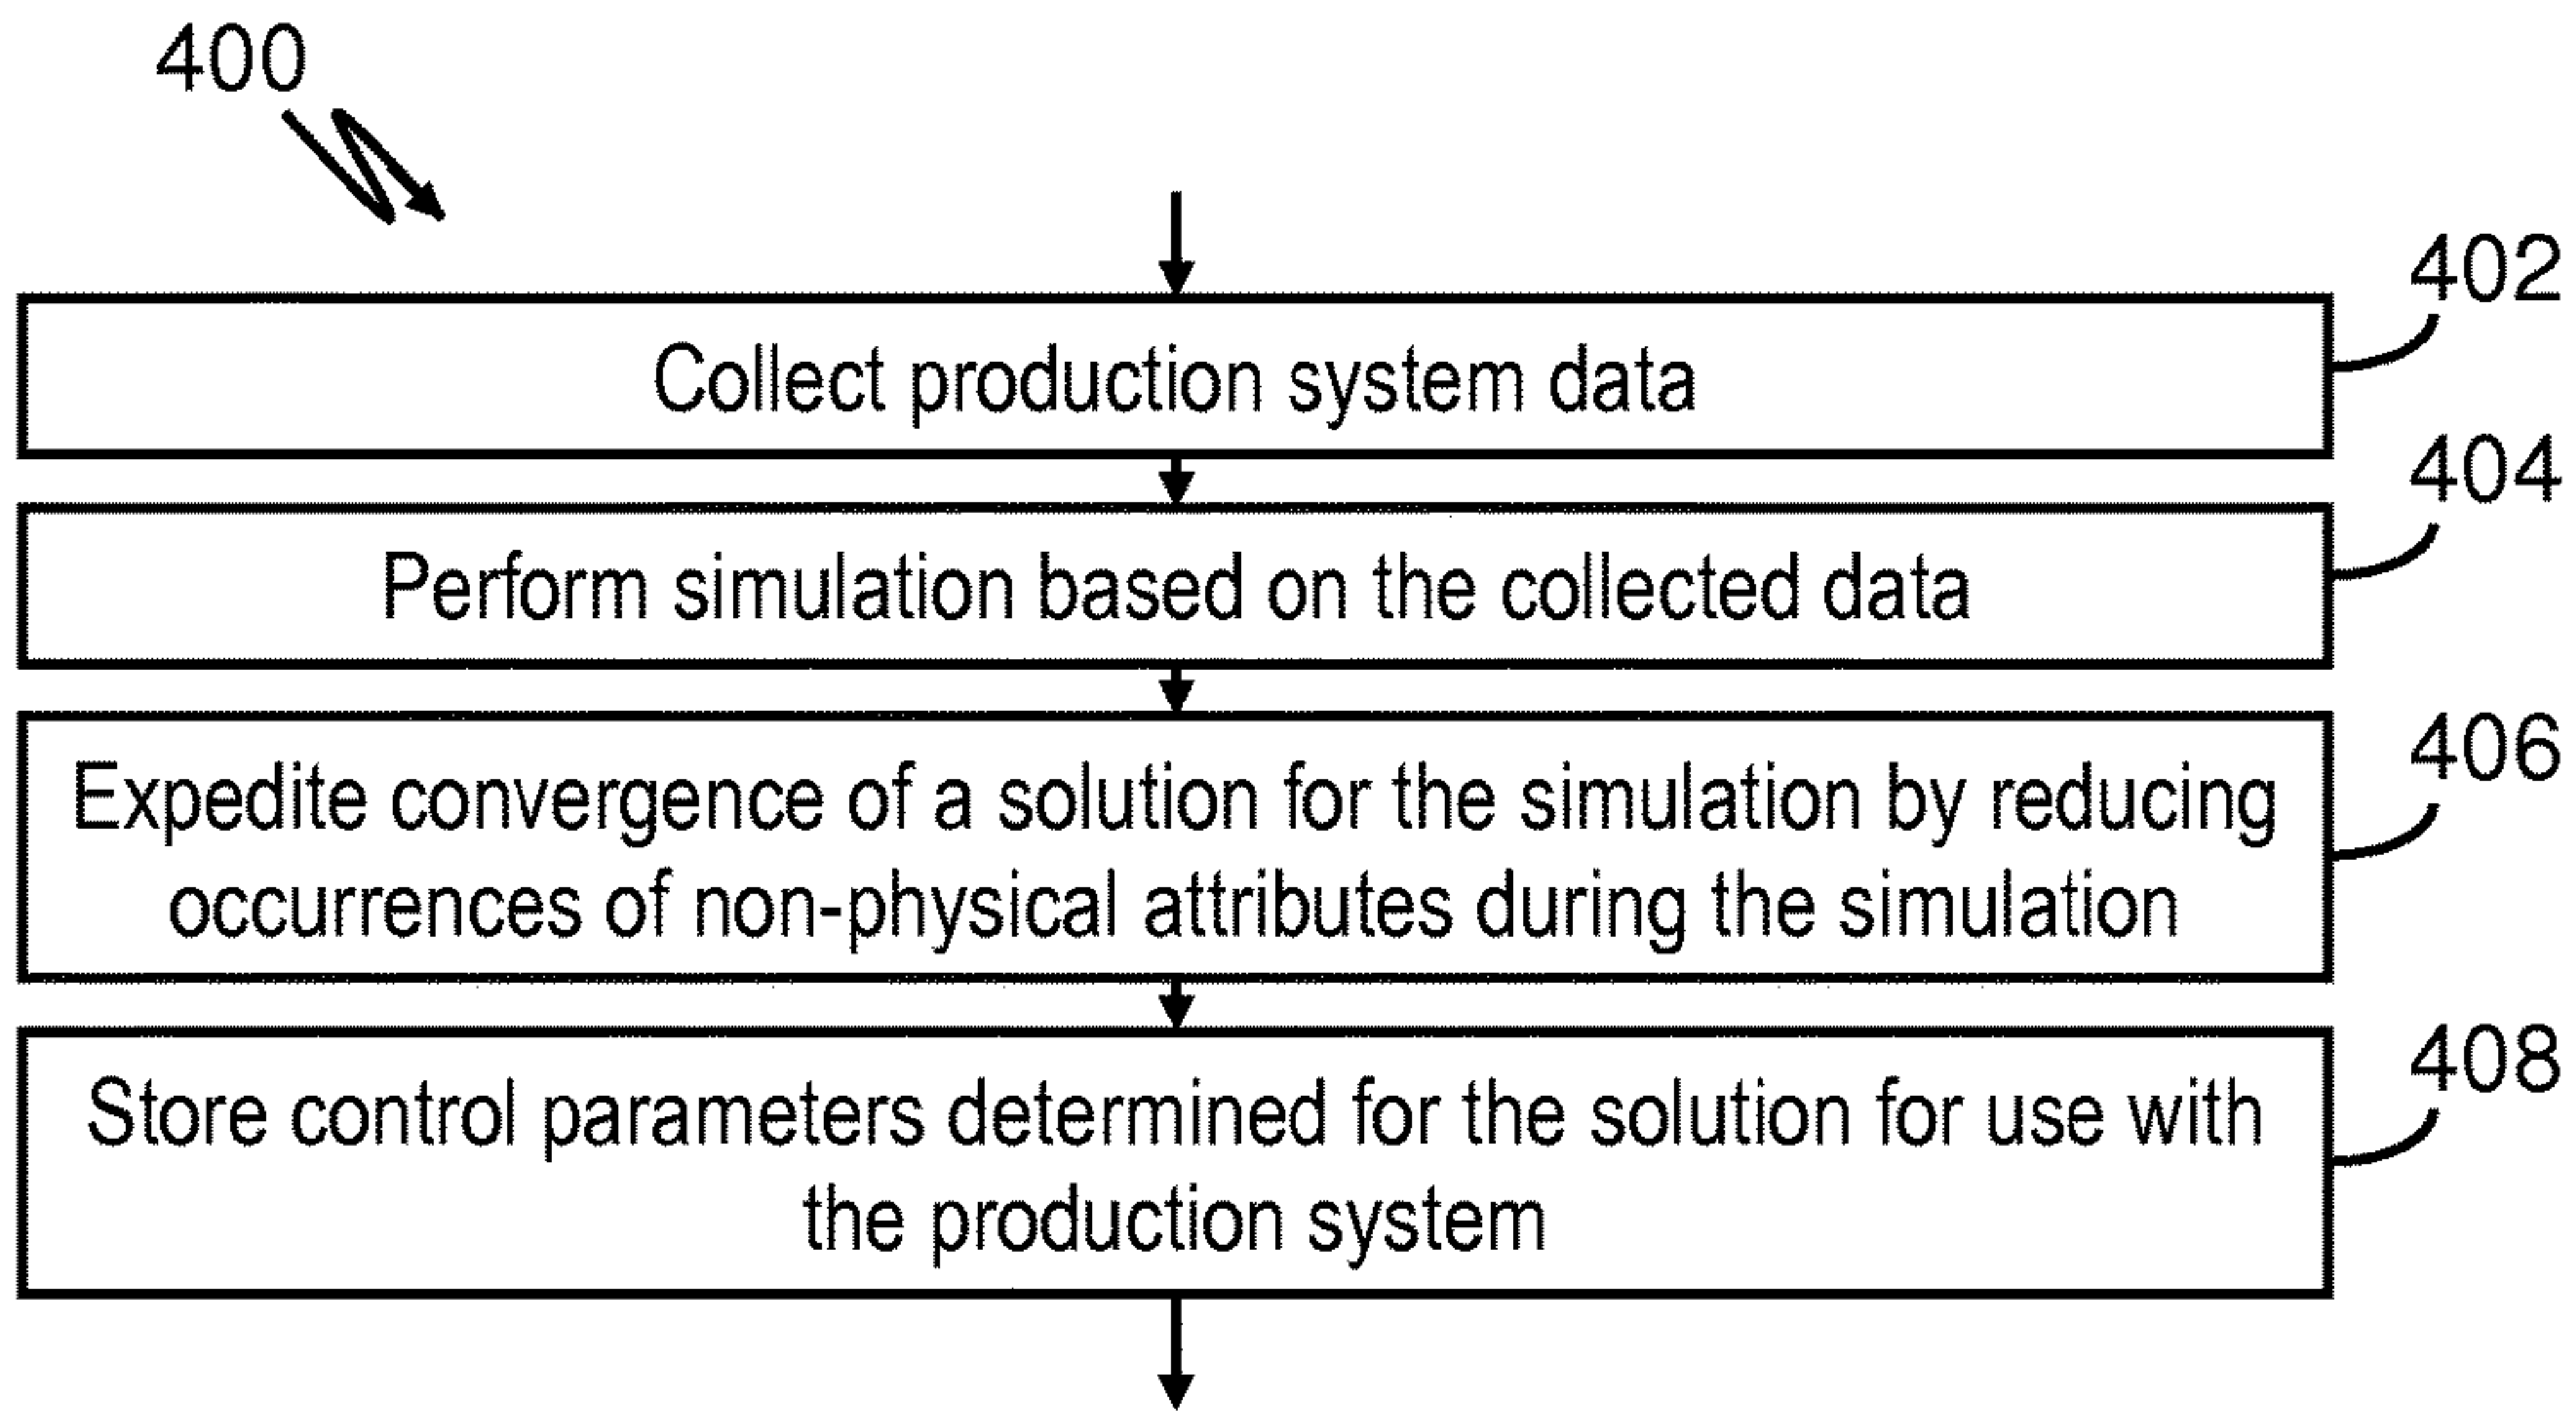 400
402
Collect production system data
404
Perform simulation based on the collected data
406
Expedite convergence of a solution for the simulation by reducing
occurrences of non-physical attributes during the simulation
408
Store control parameters determined for the solution for use with
the production system